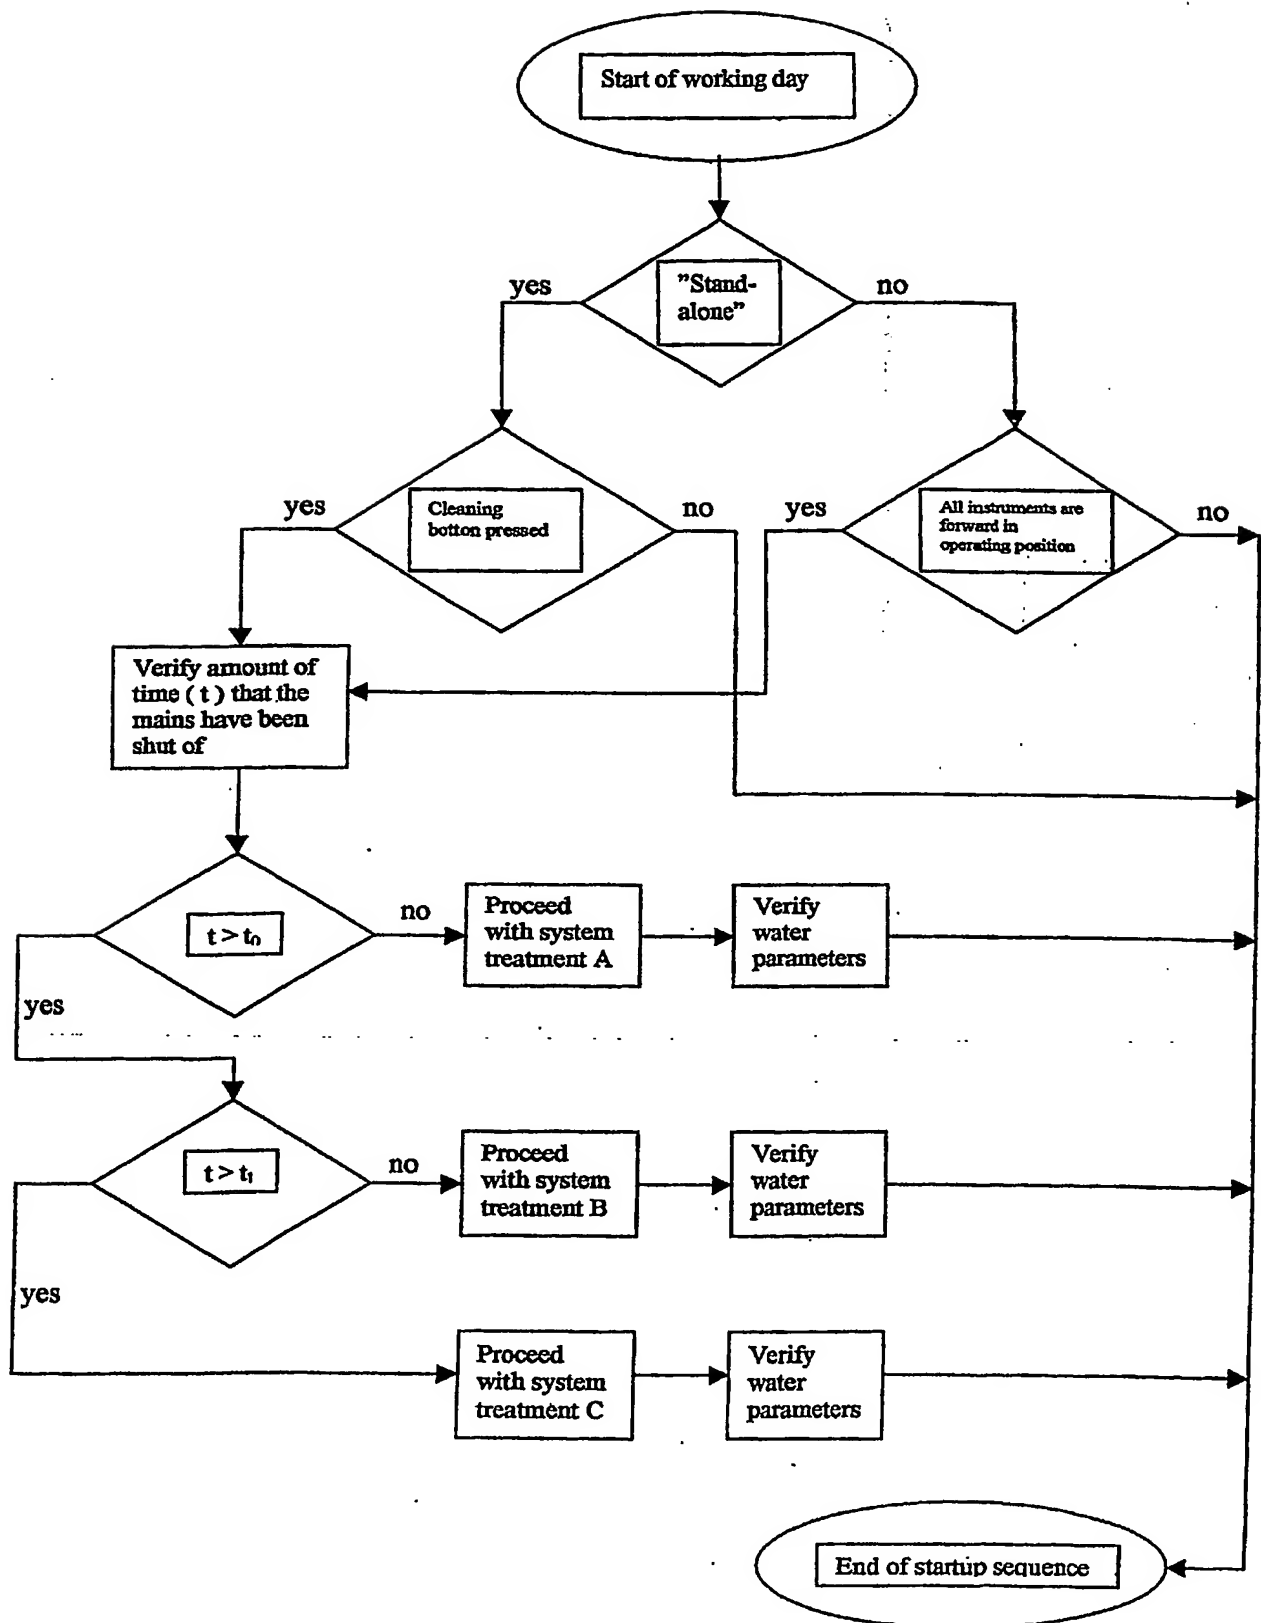 Start of working day
"Stand-
alone"
yes
no
Cleaning
botton pressed
yes
no
All instruments are
forward in
operating position
yes
no
Verify amount of
time ( t ) that the
mains have been
shut of
t > t₀
no
Proceed
with system
treatment A
Verify
water
parameters
yes
t > t₁
no
Proceed
with system
treatment B
Verify
water
parameters
yes
Proceed
with system
treatment C
Verify
water
parameters
End of startup sequence